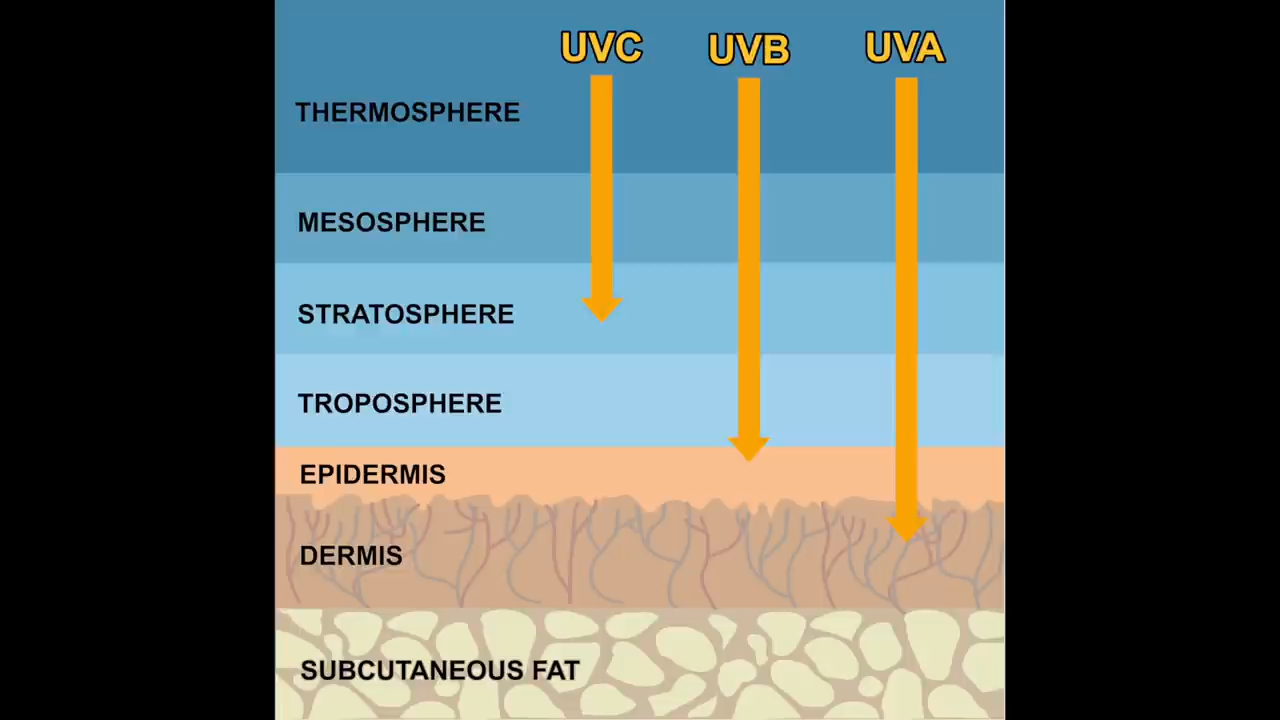 UVC UVB UVA
THERMOSPHERE
MESOSPHERE
STRATOSPHERE
TROPOSPHERE
EPIDERMIS
DERMIS
SUBCUTANEOUS FAT